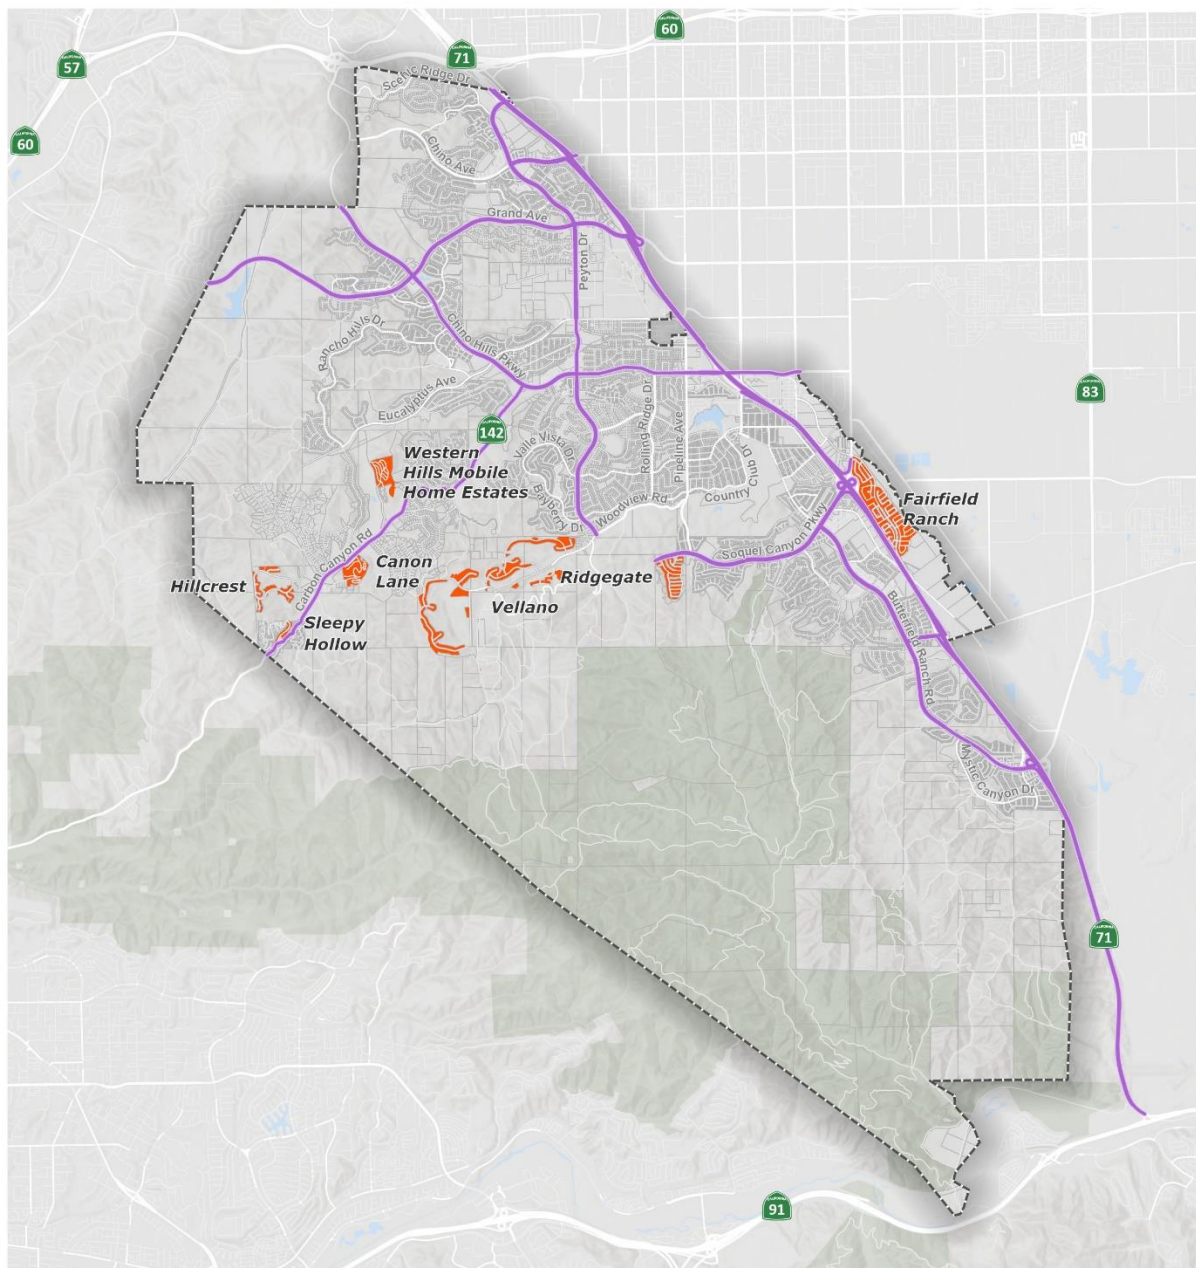 60
CALIFORNIA
71
CALIFORNIA
57
Scenic Ridge Dr
60
Chino Ave
Grand Ave
Peyton Dr
Rancho Hills Dr
Chino Hills Pkwy
83
Eucalyptus Ave
142
Valle Vista Dr
Rolling Ridge Dr
Pipeline Ave
Club Dr
Country
Western
Hills Mobile
Home Estates
Bayberry Dr
Woodview Rd
Fairfield
Ranch
Carbon Canyon Rd
Soquel Canyon Pkwy
Canon
Lane
Hillcrest
Ridgegate
Vellano
Sleepy
Hollow
Butterfield Ranch Rd
Mystic Canyon Dr
71
91